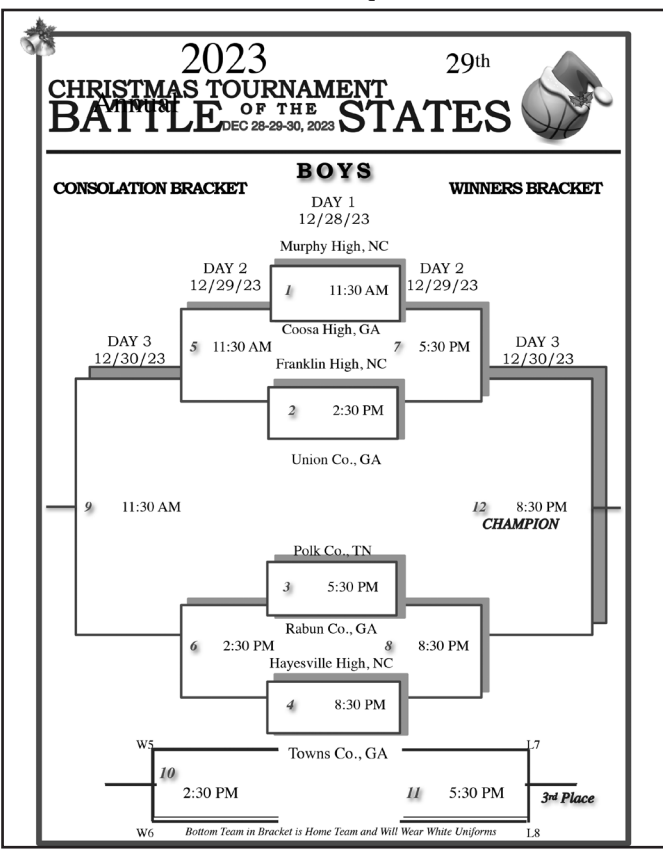 2023
29th
CHRISTMAS TOURNAMENT
Annual
BATTLE OF THE STATES
DEC 28-29-30, 2023
BOYS
CONSOLATION BRACKET
WINNERS BRACKET
DAY 1
12/28/23
Murphy High, NC
DAY 2
12/29/23
DAY 2
12/29/23
1 11:30 AM
Coosa High, GA
DAY 3
12/30/23
5 11:30 AM
7 5:30 PM
DAY 3
12/30/23
Franklin High, NC
2 2:30 PM
Union Co., GA
9 11:30 AM
12 8:30 PM
CHAMPION
Polk Co., TN
3 5:30 PM
Rabun Co., GA
6 2:30 PM
8 8:30 PM
Hayesville High, NC
4 8:30 PM
W5
Towns Co., GA
L7
10
2:30 PM
11 5:30 PM
3rd Place
W6
Bottom Team in Bracket is Home Team and Will Wear White Uniforms
L8